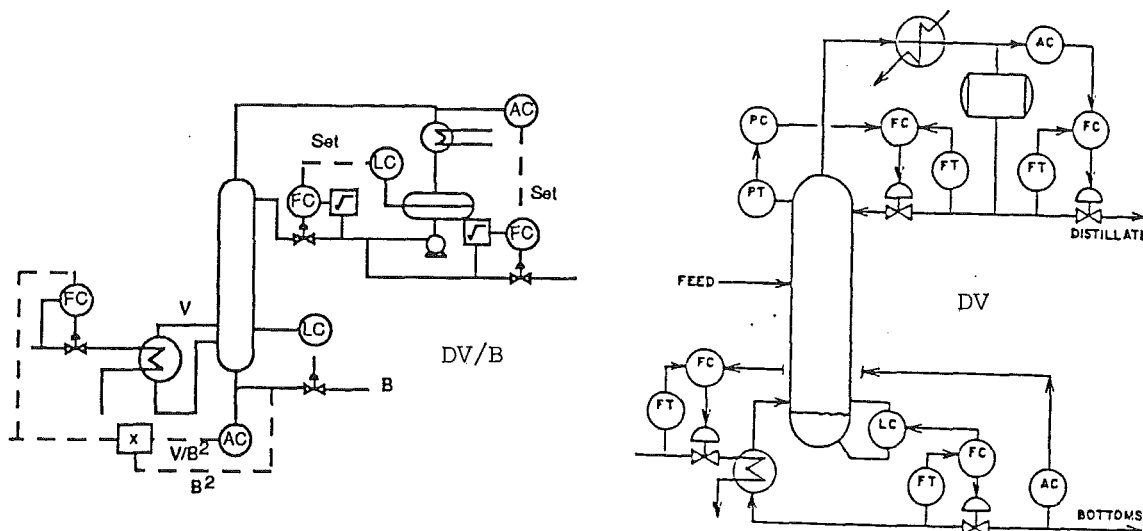 AC
Set
LC
Set
FC
√
√
FC
FC
V
LC
DV/B
B
X
V/B²
AC
B²
AC
PC
FC
FC
FT
FT
PT
DISTILLATE
FEED
DV
FC
FT
LC
FC
FT
AC
BOTTOMS